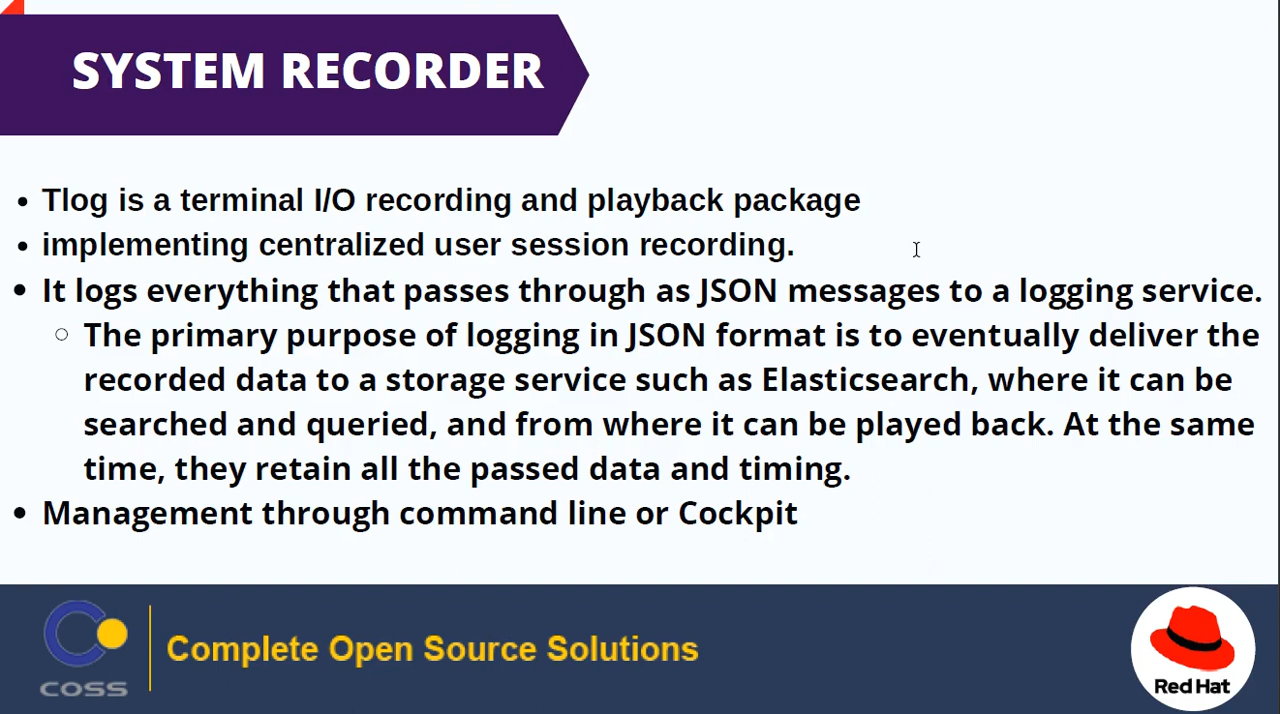 SYSTEM RECORDER
• Tlog is a terminal I/O recording and playback package
• implementing centralized user session recording.
• It logs everything that passes through as JSON messages to a logging service.
○ The primary purpose of logging in JSON format is to eventually deliver the
recorded data to a storage service such as Elasticsearch, where it can be
searched and queried, and from where it can be played back. At the same
time, they retain all the passed data and timing.
• Management through command line or Cockpit
COSS
Complete Open Source Solutions
Red Hat